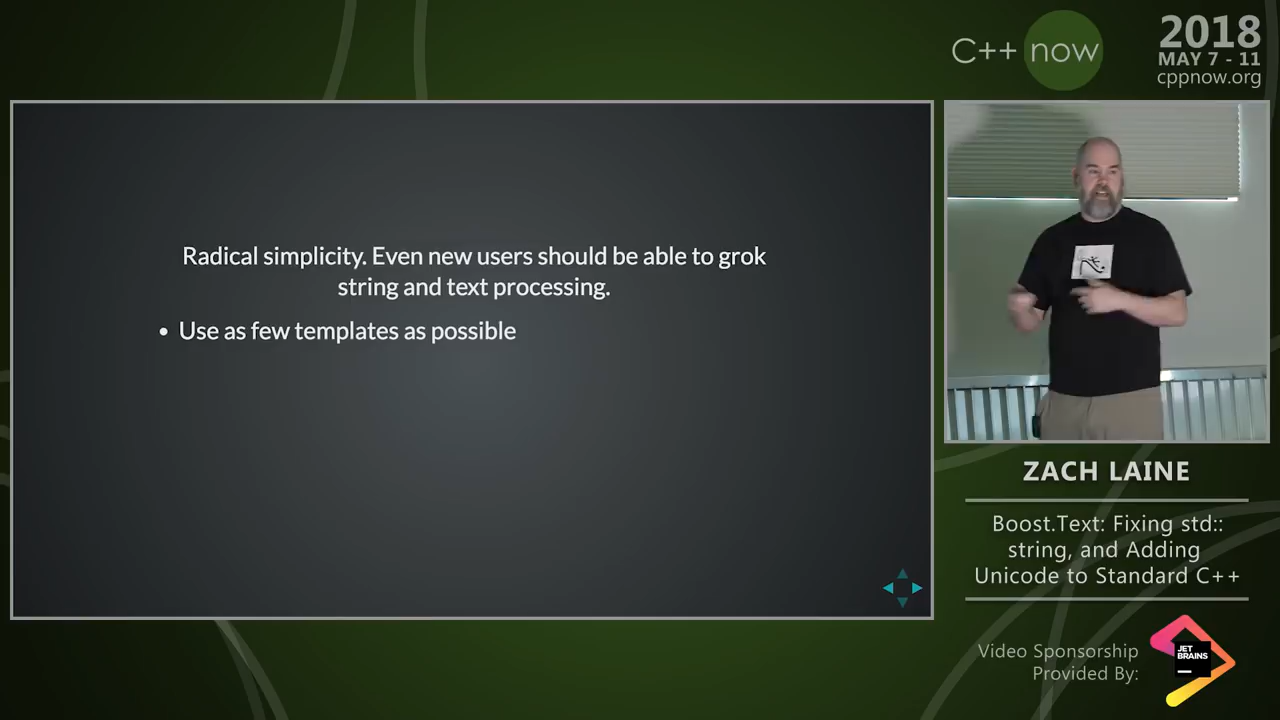 C++ now
2018
MAY 7 - 11
cppnow.org
Radical simplicity. Even new users should be able to grok
string and text processing.
• Use as few templates as possible
ZACH LAINE
Boost.Text: Fixing std::
string, and Adding
Unicode to Standard C++
Video Sponsorship
Provided By:
JET
BRAINS